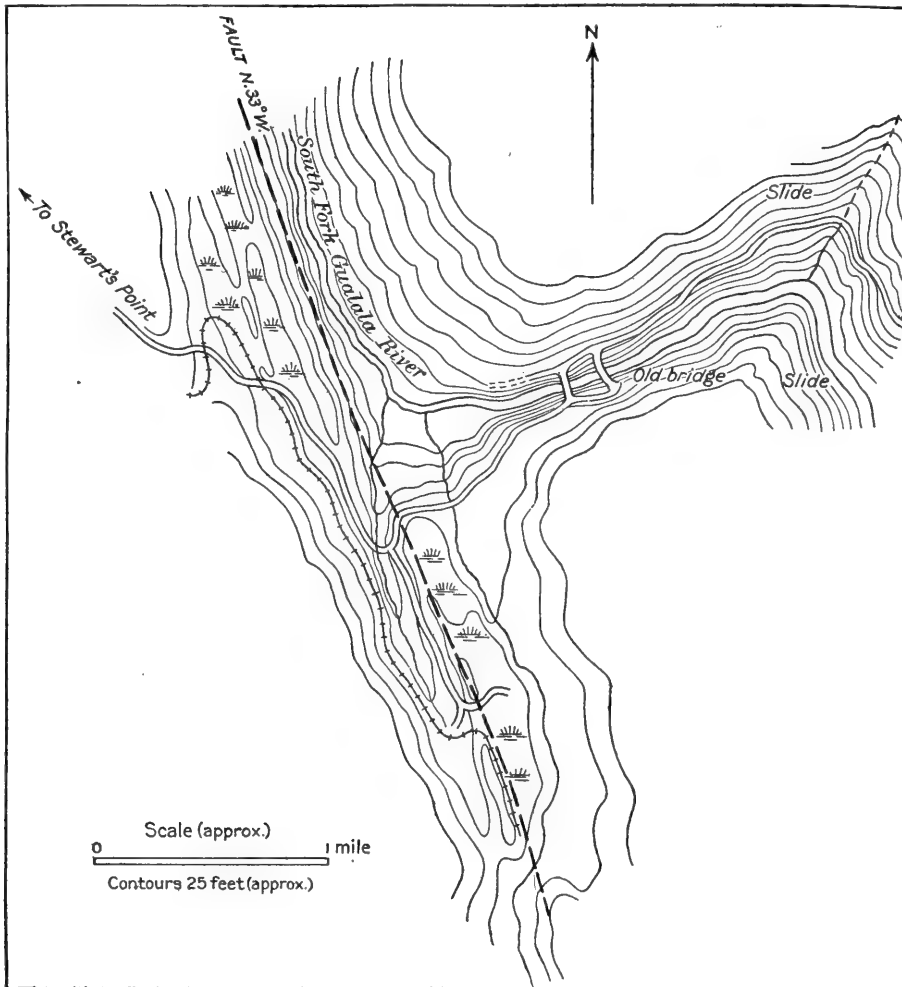 FAULT N.33°W.
N
South Fork Gualala River
To Stewart's Point
Slide
Old bridge
Slide
Scale (approx.)
0 1 mile
Contours 25 feet (approx.)